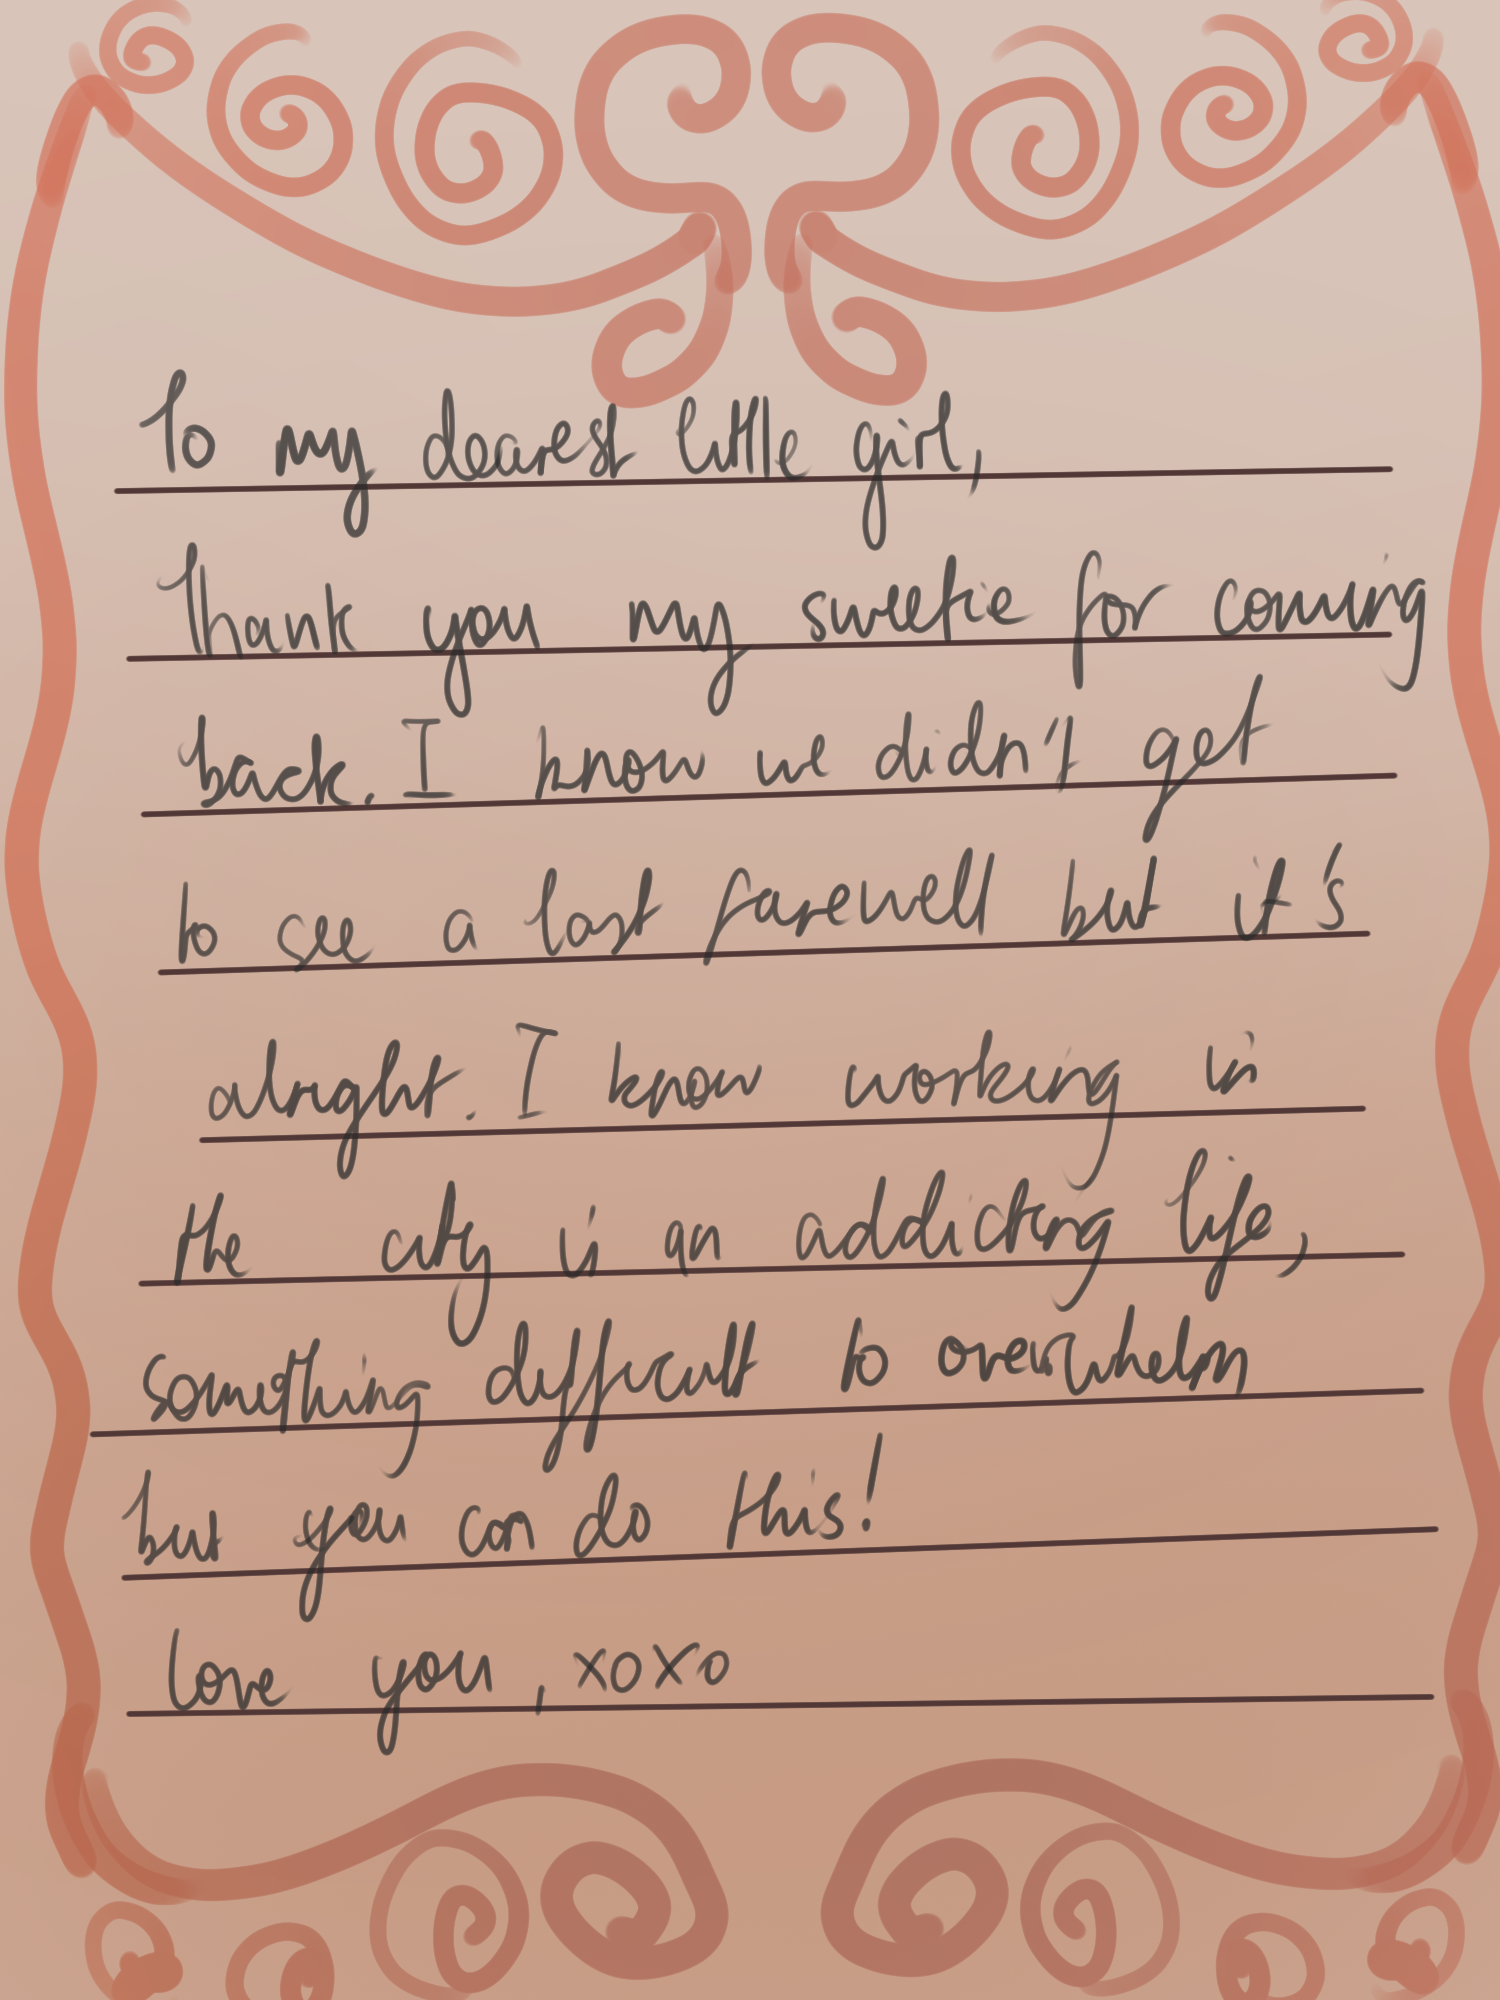 To my dearest little girl,
Thank you my sweetie for coming
back. I know we didn't get
to see a last farewell but it's
alright. I know working in
the city is an addicting life,
something difficult to overwhelm
but you can do this!
love you, xoxo